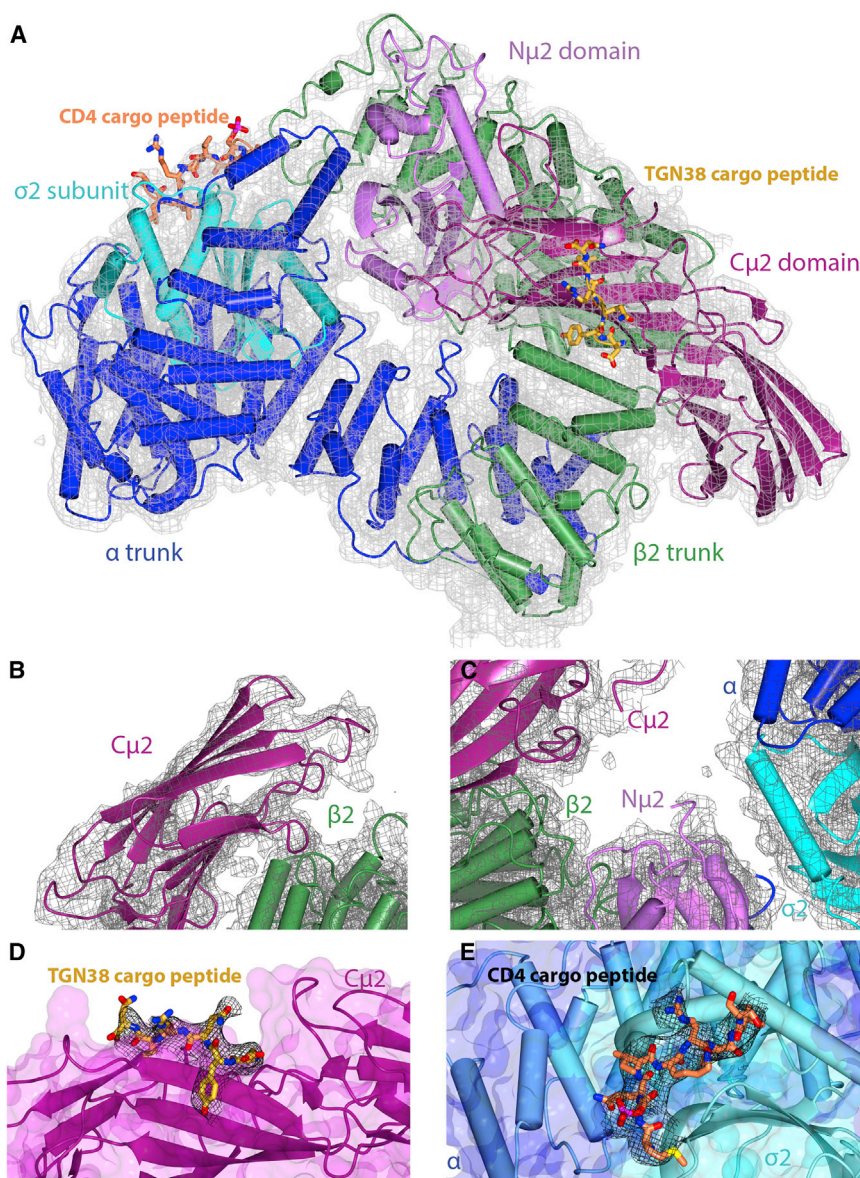 A
Nμ2 domain
CD4 cargo peptide
TGN38 cargo peptide
σ2 subunit
Cμ2 domain
α trunk
β2 trunk
B
Cμ2
β2
C
α
Cμ2
β2
Nμ2
σ2
D
TGN38 cargo peptide
Cμ2
E
CD4 cargo peptide
α
σ2